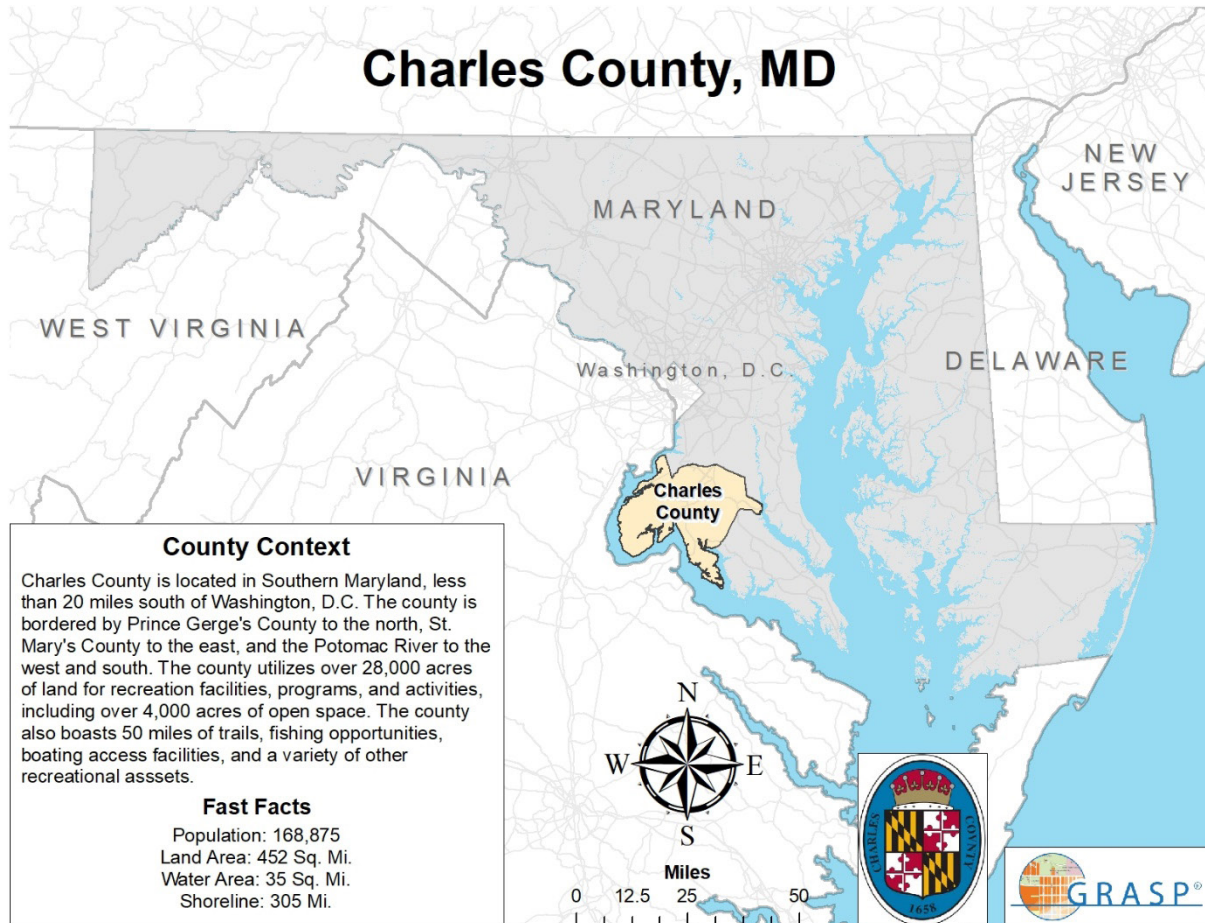 Charles County, MD
NEW
JERSEY
MARYLAND
WEST VIRGINIA
Washington, D.C.
DELAWARE
VIRGINIA
Charles
County
County Context
Charles County is located in Southern Maryland, less
than 20 miles south of Washington, D.C. The county is
bordered by Prince Gerge's County to the north, St.
Mary's County to the east, and the Potomac River to the
west and south. The county utilizes over 28,000 acres
of land for recreation facilities, programs, and activities,
including over 4,000 acres of open space. The county
also boasts 50 miles of trails, fishing opportunities,
boating access facilities, and a variety of other
recreational asssets.
Fast Facts
Population: 168,875
Land Area: 452 Sq. Mi.
Water Area: 35 Sq. Mi.
Shoreline: 305 Mi.
N
W E
S
Miles
0 12.5 25 50
CHARLES COUNTY
1658
GRASP®